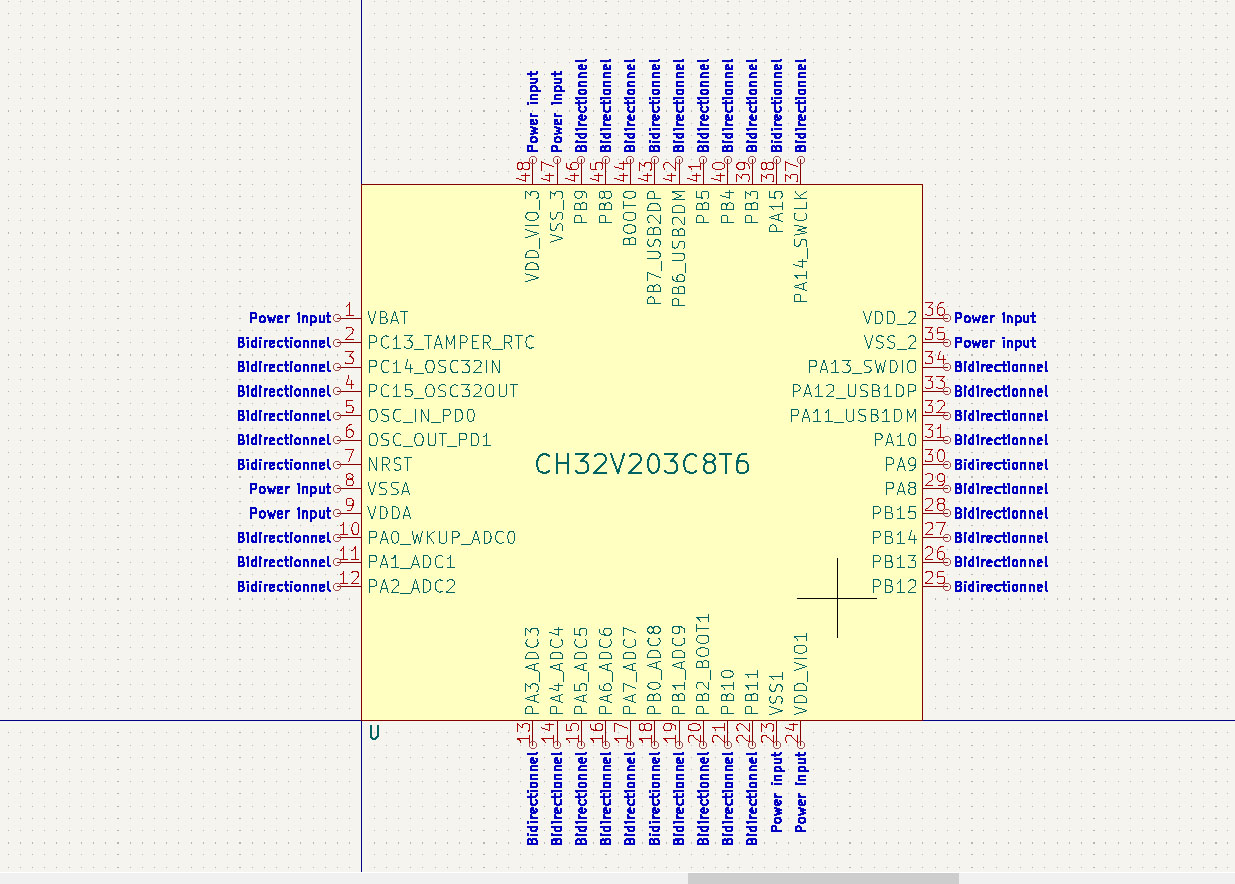 Power input
Power input
Bidirectionnel
Bidirectionnel
Bidirectionnel
Bidirectionnel
Bidirectionnel
Bidirectionnel
Bidirectionnel
Bidirectionnel
Bidirectionnel
Bidirectionnel
48
47
46
45
44
43
42
41
40
39
38
37
VDD_VIO_3
VSS_3
PB9
PB8
BOOT0
PB7_USB2DP
PB6_USB2DM
PB5
PB4
PB3
PA15
PA14_SWCLK
Power input 1 VBAT
Bidirectionnel 2 PC13_TAMPER_RTC
Bidirectionnel 3 PC14_OSC32IN
Bidirectionnel 4 PC15_OSC32OUT
Bidirectionnel 5 OSC_IN_PD0
Bidirectionnel 6 OSC_OUT_PD1
Bidirectionnel 7 NRST
Power input 8 VSSA
Power input 9 VDDA
Bidirectionnel 10 PA0_WKUP_ADC0
Bidirectionnel 11 PA1_ADC1
Bidirectionnel 12 PA2_ADC2
CH32V203C8T6
VDD_2 36 Power input
VSS_2 35 Power input
PA13_SWDIO 34 Bidirectionnel
PA12_USB1DP 33 Bidirectionnel
PA11_USB1DM 32 Bidirectionnel
PA10 31 Bidirectionnel
PA9 30 Bidirectionnel
PA8 29 Bidirectionnel
PB15 28 Bidirectionnel
PB14 27 Bidirectionnel
PB13 26 Bidirectionnel
PB12 25 Bidirectionnel
PA3_ADC3
PA4_ADC4
PA5_ADC5
PA6_ADC6
PA7_ADC7
PB0_ADC8
PB1_ADC9
PB2_BOOT1
PB10
PB11
VSS1
VDD_VIO1
U
13
14
15
16
17
18
19
20
21
22
23
24
Bidirectionnel
Bidirectionnel
Bidirectionnel
Bidirectionnel
Bidirectionnel
Bidirectionnel
Bidirectionnel
Bidirectionnel
Bidirectionnel
Bidirectionnel
Power input
Power input